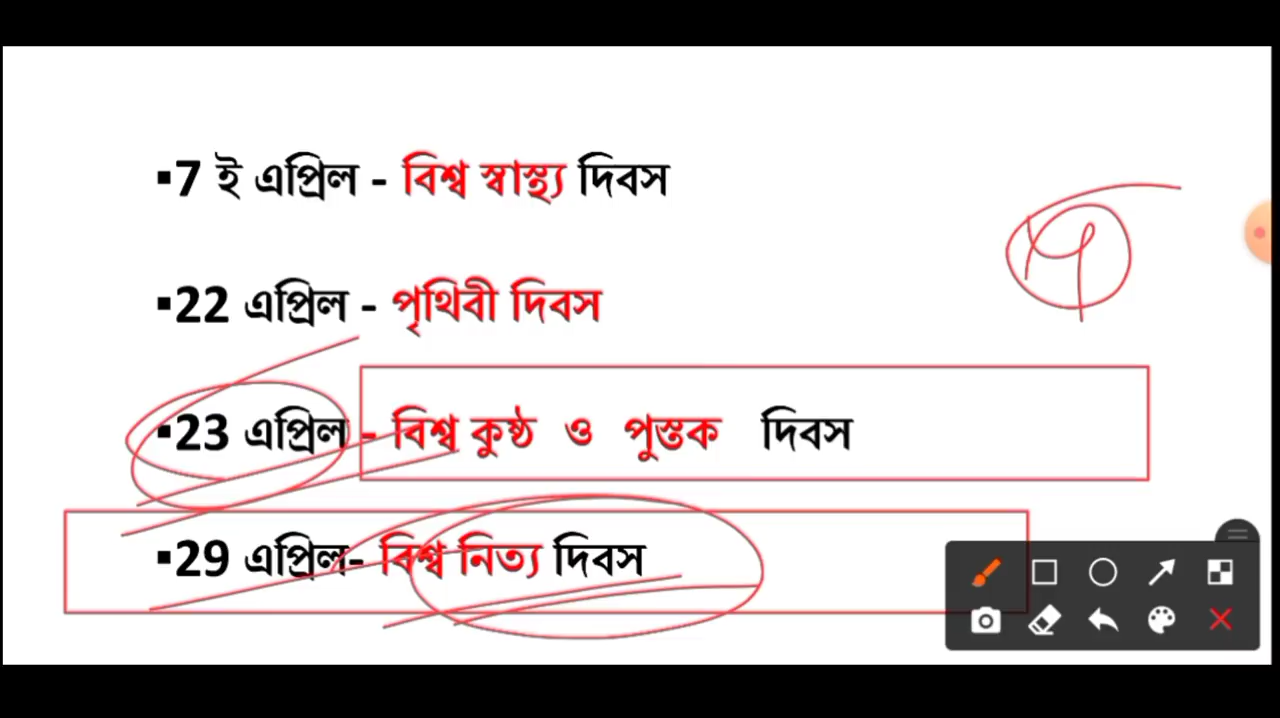 ▪7 ই এপ্রিল - বিশ্ব স্বাস্থ্য দিবস
▪22 এপ্রিল - পৃথিবী দিবস
▪23 এপ্রিল - বিশ্ব কুষ্ঠ ও পুস্তক দিবস
▪29 এপ্রিল- বিশ্ব নিত্য দিবস